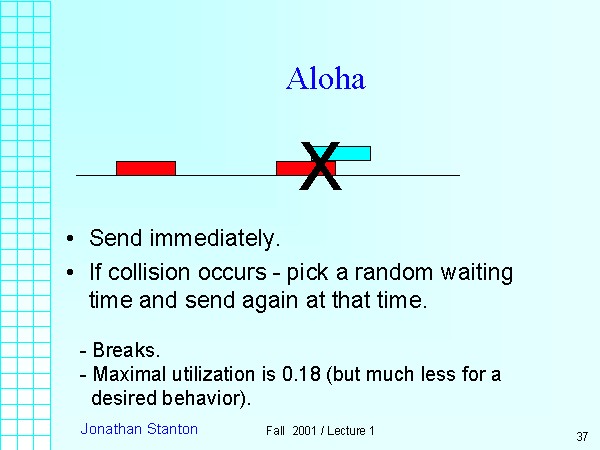 Aloha
X
• Send immediately.
• If collision occurs - pick a random waiting
time and send again at that time.
- Breaks.
- Maximal utilization is 0.18 (but much less for a
desired behavior).
Jonathan Stanton
Fall 2001 / Lecture 1
37